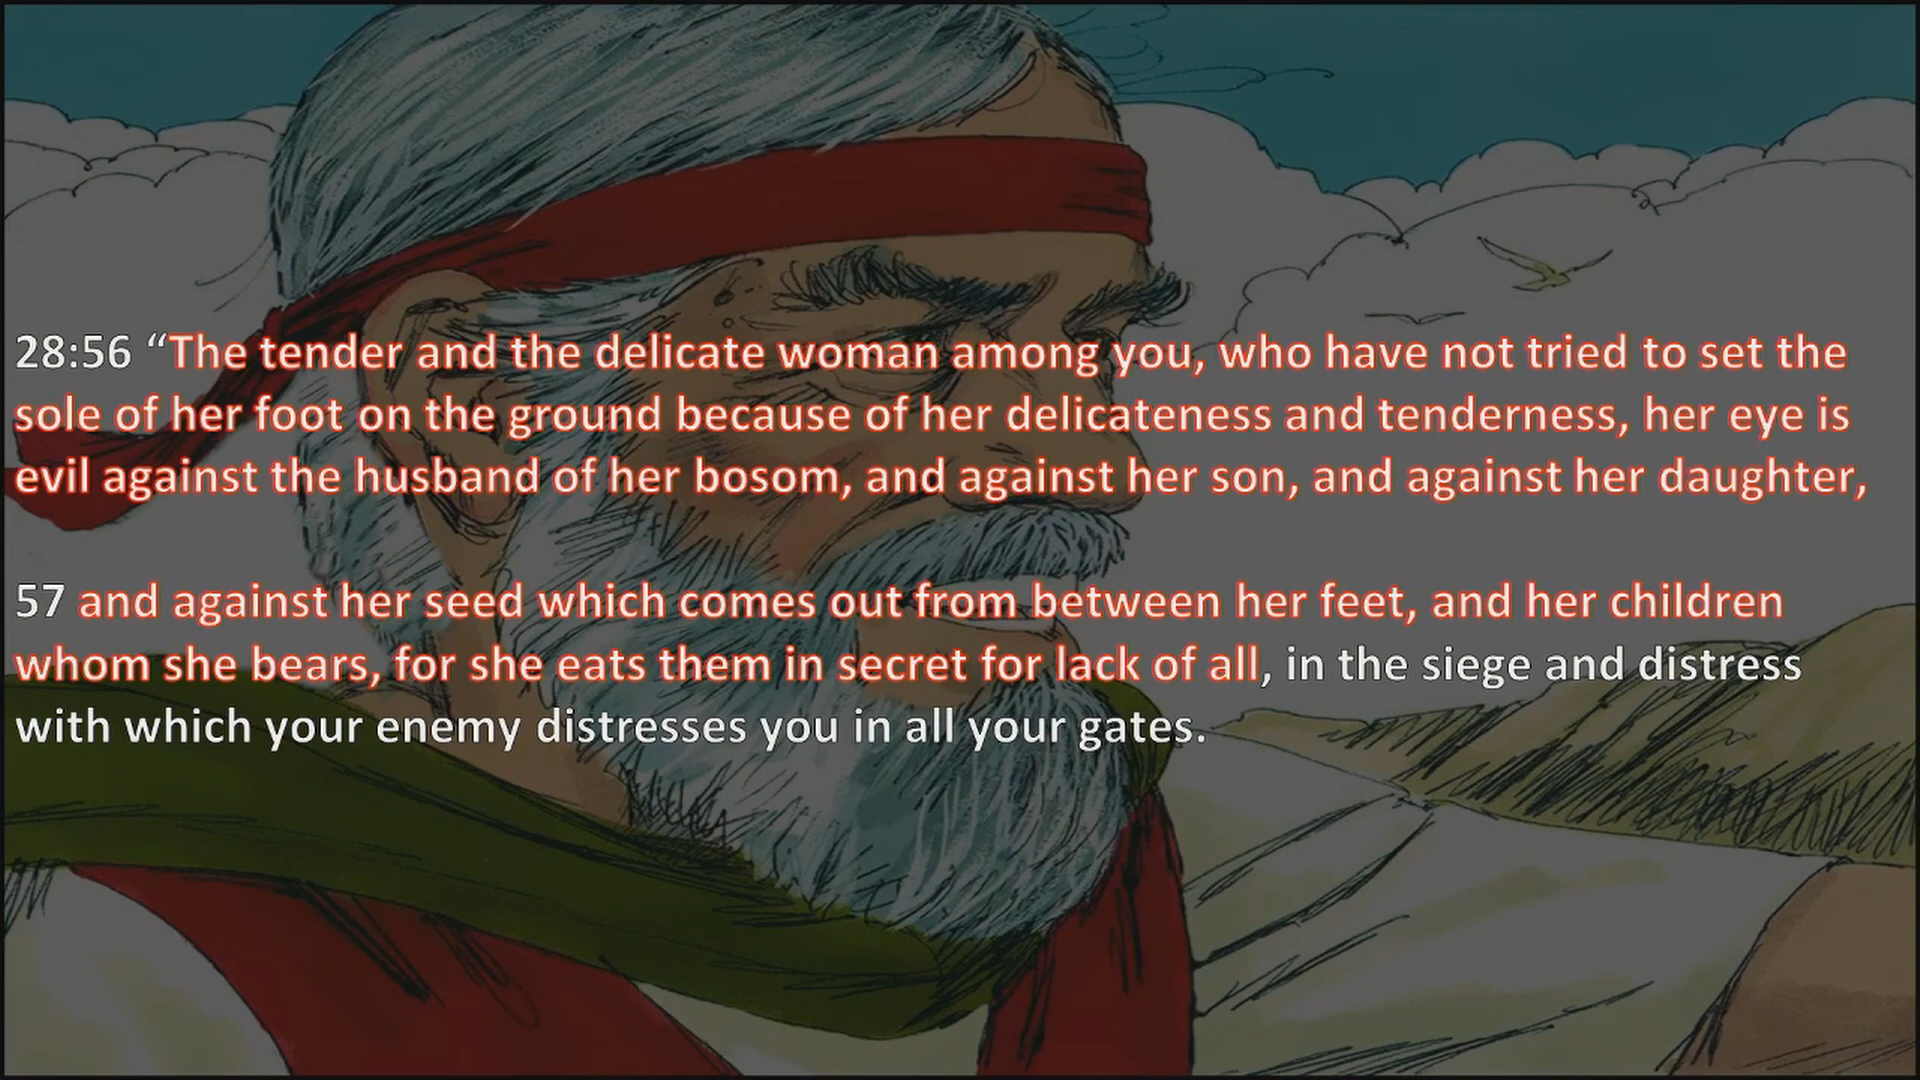 28:56 “The tender and the delicate woman among you, who have not tried to set the
sole of her foot on the ground because of her delicateness and tenderness, her eye is
evil against the husband of her bosom, and against her son, and against her daughter,
57 and against her seed which comes out from between her feet, and her children
whom she bears, for she eats them in secret for lack of all, in the siege and distress
with which your enemy distresses you in all your gates.